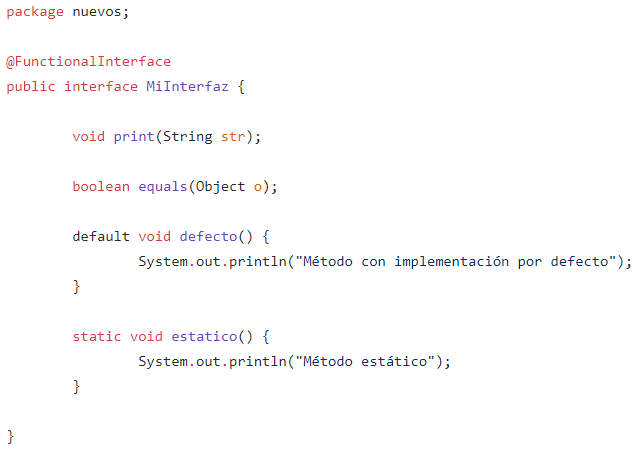 package nuevos;
@FunctionalInterface
public interface MiInterfaz {
void print(String str);
boolean equals(Object o);
default void defecto() {
System.out.println("Método con implementación por defecto");
}
static void estatico() {
System.out.println("Método estático");
}
}